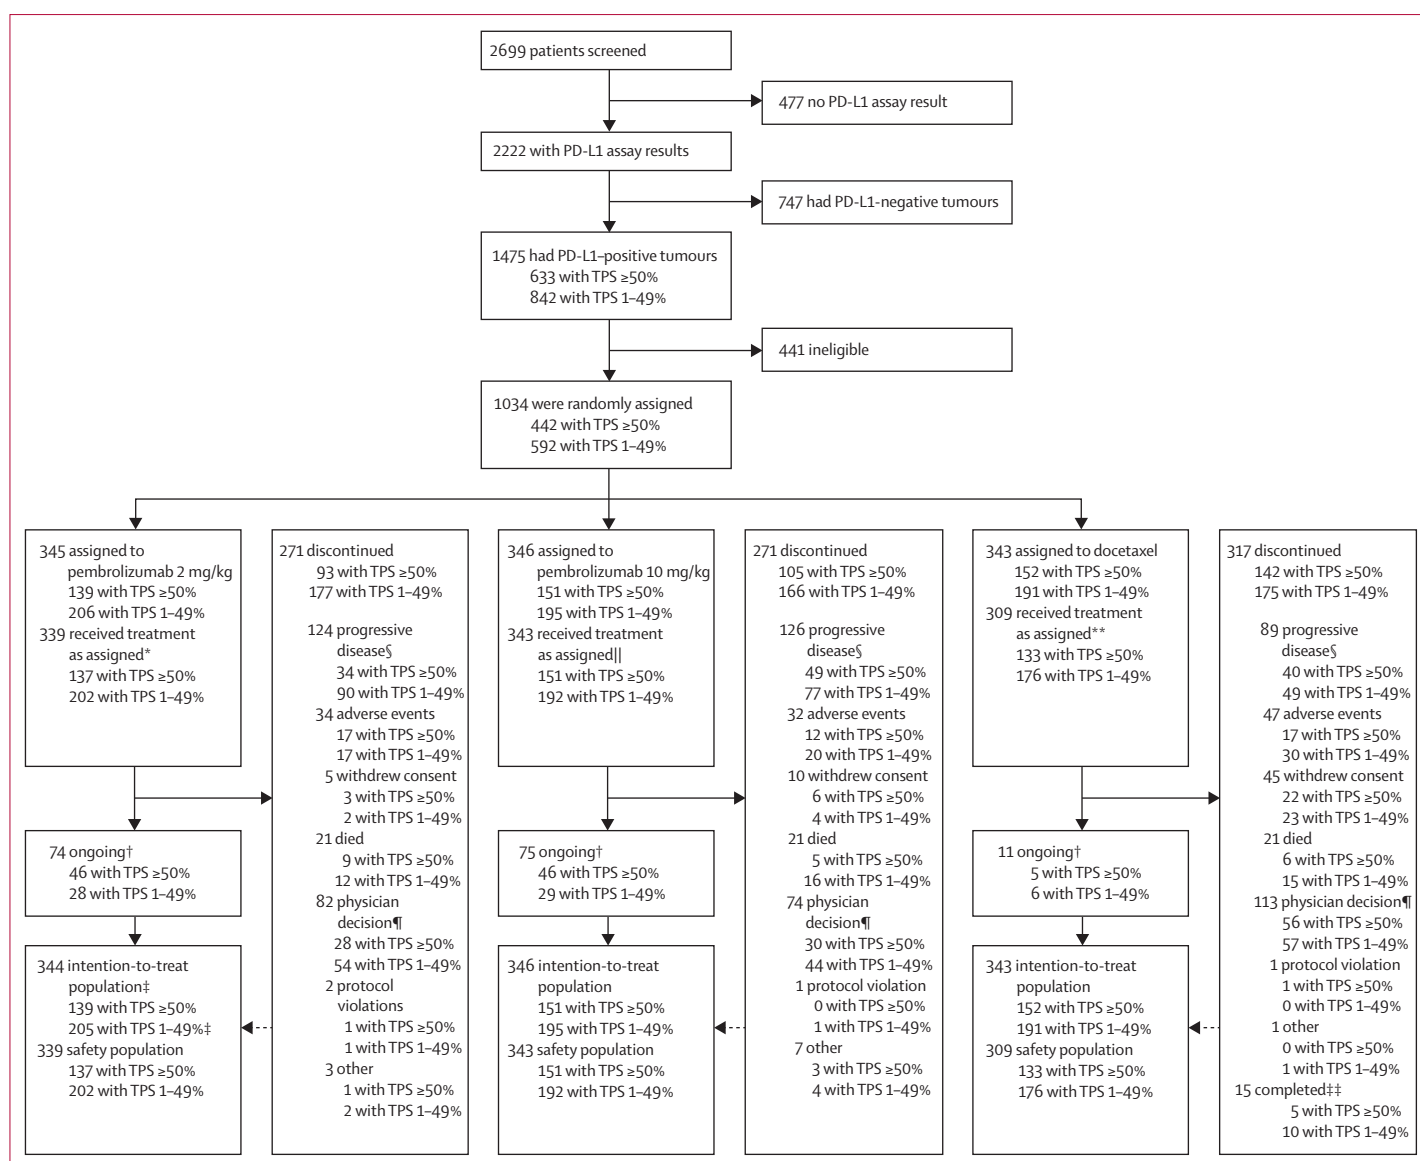 2699 patients screened
477 no PD-L1 assay result
2222 with PD-L1 assay results
747 had PD-L1-negative tumours
1475 had PD-L1–positive tumours
633 with TPS ≥50%
842 with TPS 1–49%
441 ineligible
1034 were randomly assigned
442 with TPS ≥50%
592 with TPS 1–49%
345 assigned to
pembrolizumab 2 mg/kg
139 with TPS ≥50%
206 with TPS 1–49%
339 received treatment
as assigned*
137 with TPS ≥50%
202 with TPS 1–49%
74 ongoing†
46 with TPS ≥50%
28 with TPS 1–49%
344 intention-to-treat
population‡
139 with TPS ≥50%
205 with TPS 1–49%‡
339 safety population
137 with TPS ≥50%
202 with TPS 1–49%
271 discontinued
93 with TPS ≥50%
177 with TPS 1–49%
124 progressive
disease§
34 with TPS ≥50%
90 with TPS 1–49%
34 adverse events
17 with TPS ≥50%
17 with TPS 1–49%
5 withdrew consent
3 with TPS ≥50%
2 with TPS 1–49%
21 died
9 with TPS ≥50%
12 with TPS 1–49%
82 physician
decision¶
28 with TPS ≥50%
54 with TPS 1–49%
2 protocol
violations
1 with TPS ≥50%
1 with TPS 1–49%
3 other
1 with TPS ≥50%
2 with TPS 1–49%
346 assigned to
pembrolizumab 10 mg/kg
151 with TPS ≥50%
195 with TPS 1–49%
343 received treatment
as assigned||
151 with TPS ≥50%
192 with TPS 1–49%
75 ongoing†
46 with TPS ≥50%
29 with TPS 1–49%
346 intention-to-treat
population
151 with TPS ≥50%
195 with TPS 1–49%
343 safety population
151 with TPS ≥50%
192 with TPS 1–49%
271 discontinued
105 with TPS ≥50%
166 with TPS 1–49%
126 progressive
disease§
49 with TPS ≥50%
77 with TPS 1–49%
32 adverse events
12 with TPS ≥50%
20 with TPS 1–49%
10 withdrew consent
6 with TPS ≥50%
4 with TPS 1–49%
21 died
5 with TPS ≥50%
16 with TPS 1–49%
74 physician
decision¶
30 with TPS ≥50%
44 with TPS 1–49%
1 protocol violation
0 with TPS ≥50%
1 with TPS 1–49%
7 other
3 with TPS ≥50%
4 with TPS 1–49%
343 assigned to docetaxel
152 with TPS ≥50%
191 with TPS 1–49%
309 received treatment
as assigned**
133 with TPS ≥50%
176 with TPS 1–49%
11 ongoing†
5 with TPS ≥50%
6 with TPS 1–49%
343 intention-to-treat
population
152 with TPS ≥50%
191 with TPS 1–49%
309 safety population
133 with TPS ≥50%
176 with TPS 1–49%
317 discontinued
142 with TPS ≥50%
175 with TPS 1–49%
89 progressive
disease§
40 with TPS ≥50%
49 with TPS 1–49%
47 adverse events
17 with TPS ≥50%
30 with TPS 1–49%
45 withdrew consent
22 with TPS ≥50%
23 with TPS 1–49%
21 died
6 with TPS ≥50%
15 with TPS 1–49%
113 physician decision¶
56 with TPS ≥50%
57 with TPS 1–49%
1 protocol violation
1 with TPS ≥50%
0 with TPS 1–49%
1 other
0 with TPS ≥50%
1 with TPS 1–49%
15 completed‡‡
5 with TPS ≥50%
10 with TPS 1–49%